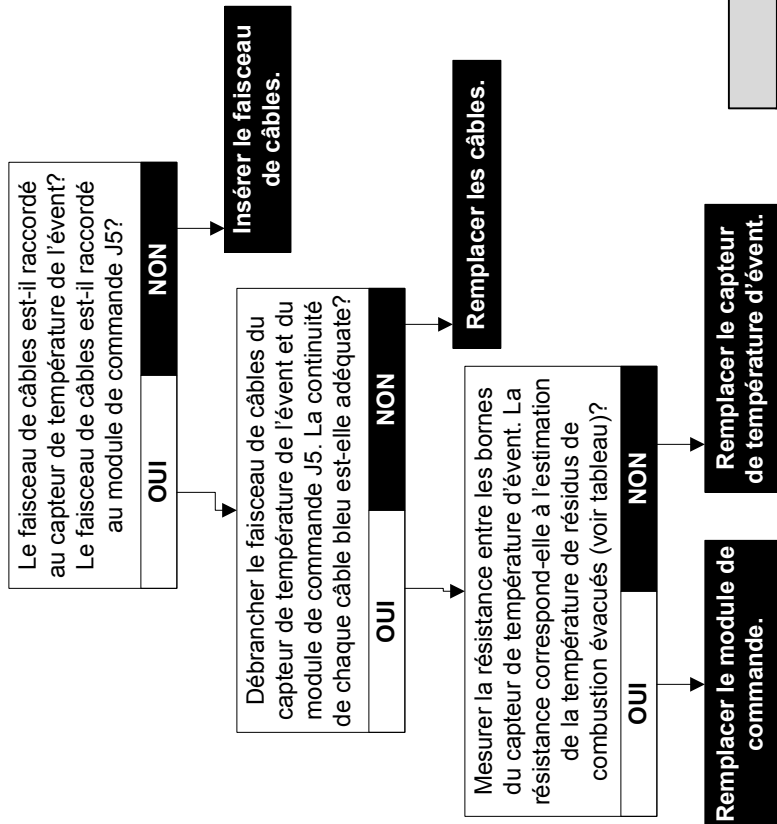 Le faisceau de câbles est-il raccordé
au capteur de température de l'évent?
Le faisceau de câbles est-il raccordé
au module de commande J5?
OUI
NON
Insérer le faisceau
de câbles.
Débrancher le faisceau de câbles du
capteur de température de l'évent et du
module de commande J5. La continuité
de chaque câble bleu est-elle adéquate?
OUI
NON
Remplacer les câbles.
Mesurer la résistance entre les bornes
du capteur de température d'évent. La
résistance correspond-elle à l'estimation
de la température de résidus de
combustion évacués (voir tableau)?
OUI
NON
Remplacer le module de
commande.
Remplacer le capteur
de température d'évent.